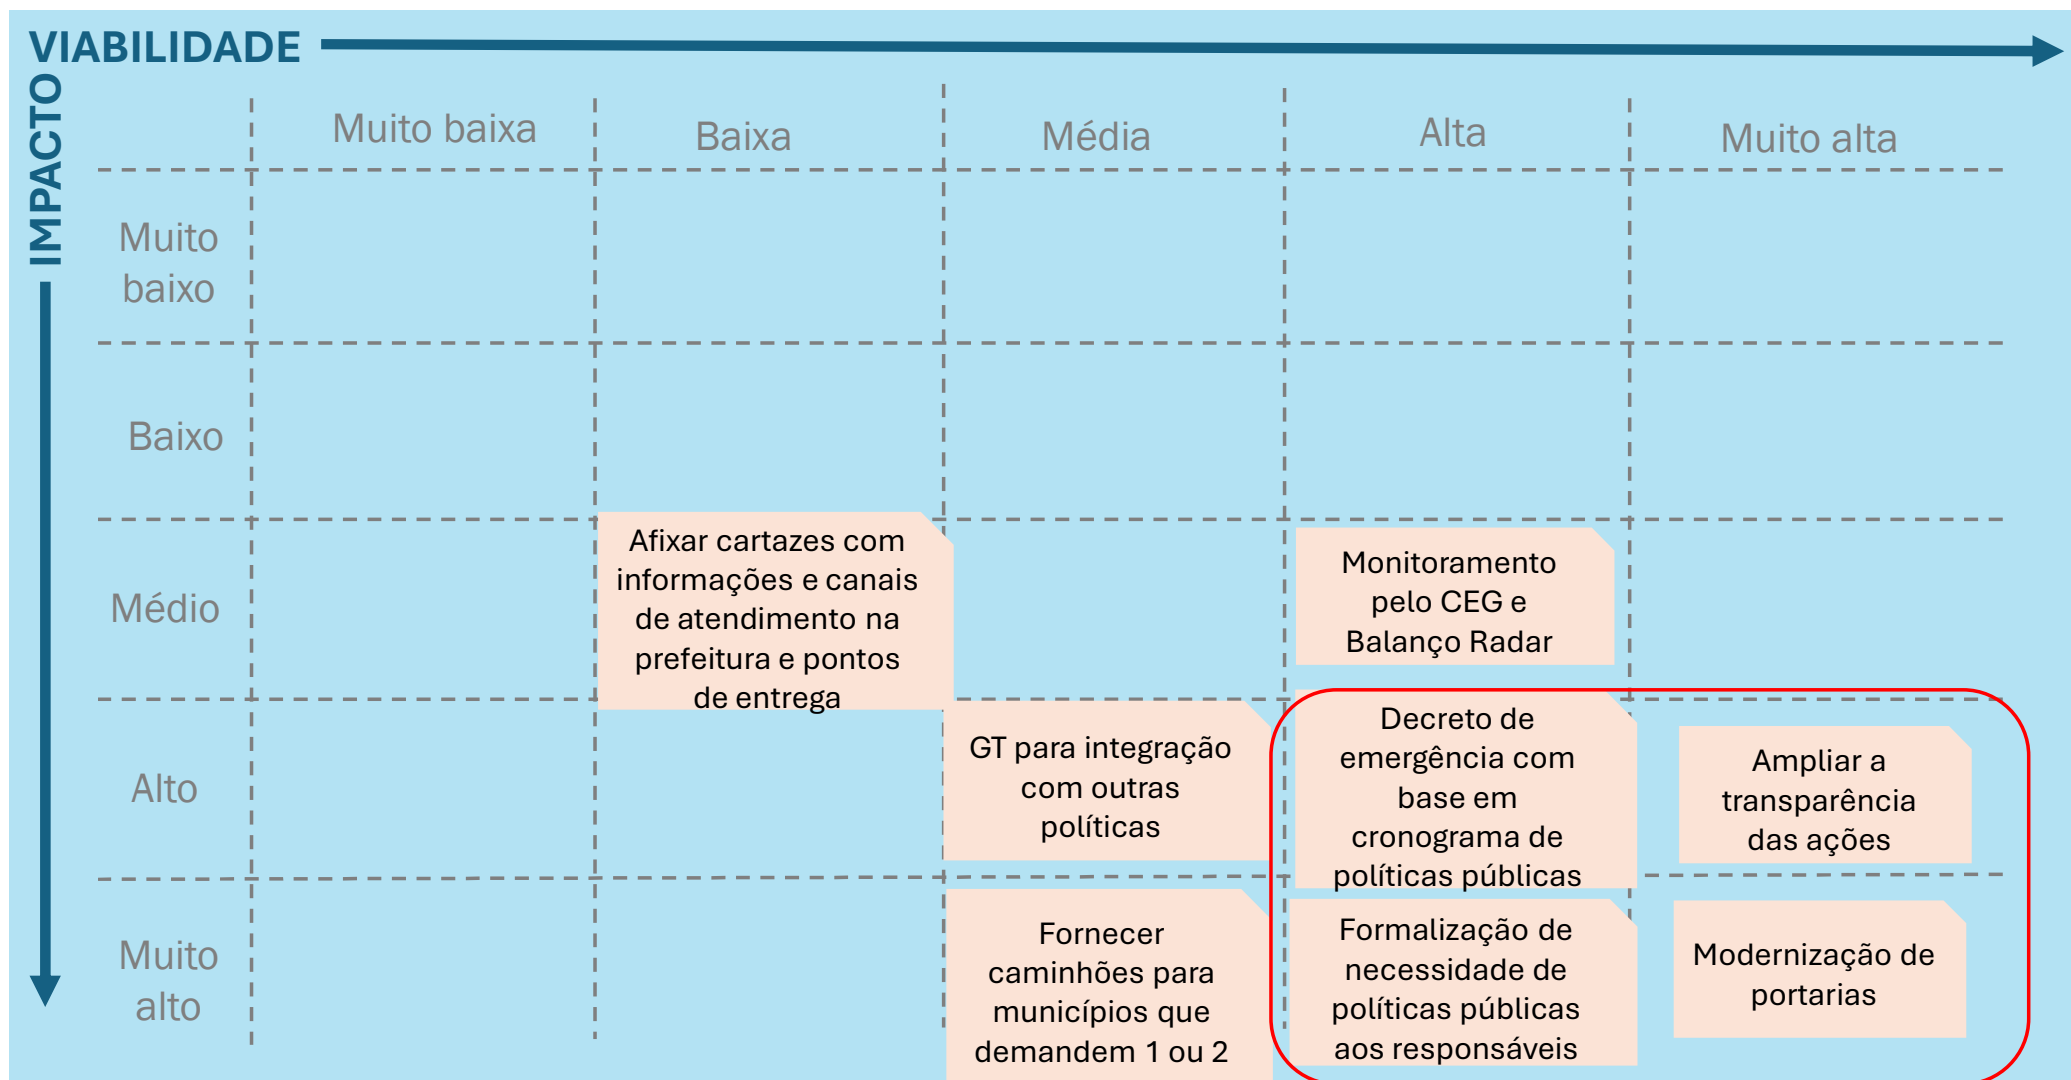 VIABILIDADE
IMPACTO
Muito baixa
Baixa
Média
Alta
Muito alta
Muito
baixo
Baixo
Médio
Afixar cartazes com
informações e canais
de atendimento na
prefeitura e pontos
de entrega
Monitoramento
pelo CEG e
Balanço Radar
Alto
GT para integração
com outras
políticas
Decreto de
emergência com
base em
cronograma de
políticas públicas
Ampliar a
transparência
das ações
Muito
alto
Fornecer
caminhões para
municípios que
demandem 1 ou 2
Formalização de
necessidade de
políticas públicas
aos responsáveis
Modernização de
portarias